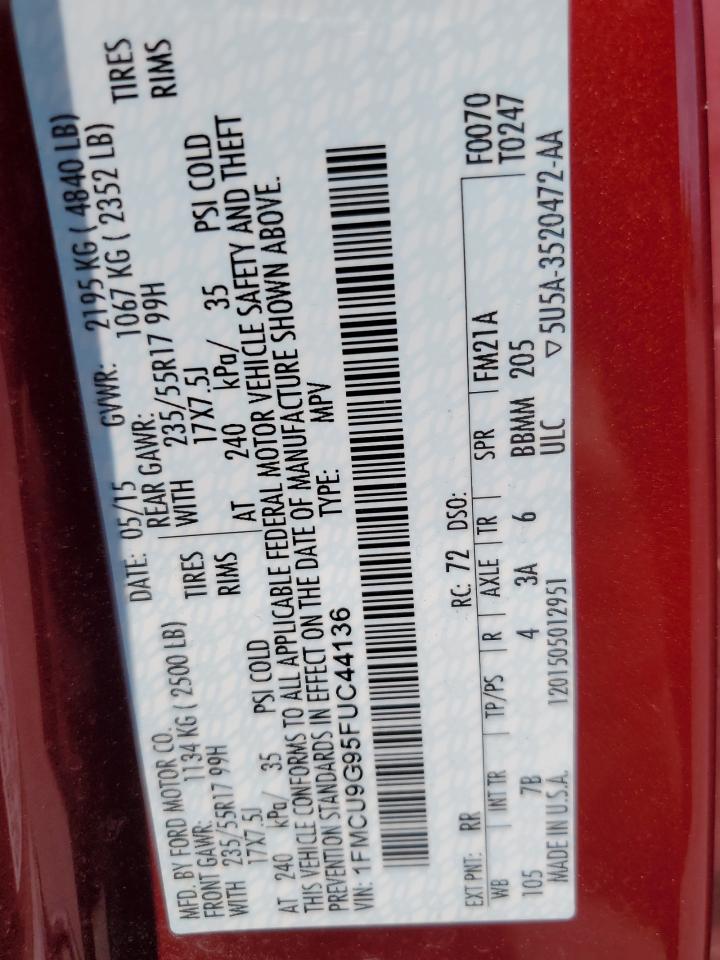 MFD. BY FORD MOTOR CO.
DATE: 05/15 GVWR: 2195 KG ( 4840 LB)
FRONT GAWR: 1134 KG ( 2500 LB)
REAR GAWR: 1067 KG ( 2352 LB)
WITH 235/55R17 99H TIRES
WITH 235/55R17 99H TIRES
17X7.5J RIMS
17X7.5J RIMS
AT 240 kPa/ 35 PSI COLD
AT 240 kPa/ 35 PSI COLD
THIS VEHICLE CONFORMS TO ALL APPLICABLE FEDERAL MOTOR VEHICLE SAFETY AND THEFT
PREVENTION STANDARDS IN EFFECT ON THE DATE OF MANUFACTURE SHOWN ABOVE.
VIN: 1FMCU9G95FUC44136 TYPE: MPV
EXT PNT: RR RC: 72 DSO: F0070
WB | INT TR | TP/PS | R | AXLE | TR | SPR | FM21A T0247
105 7B 4 3A 6 BBMM 205
ULC ▽ 5U5A-3520472-AA
MADE IN U.S.A. 1201505012951